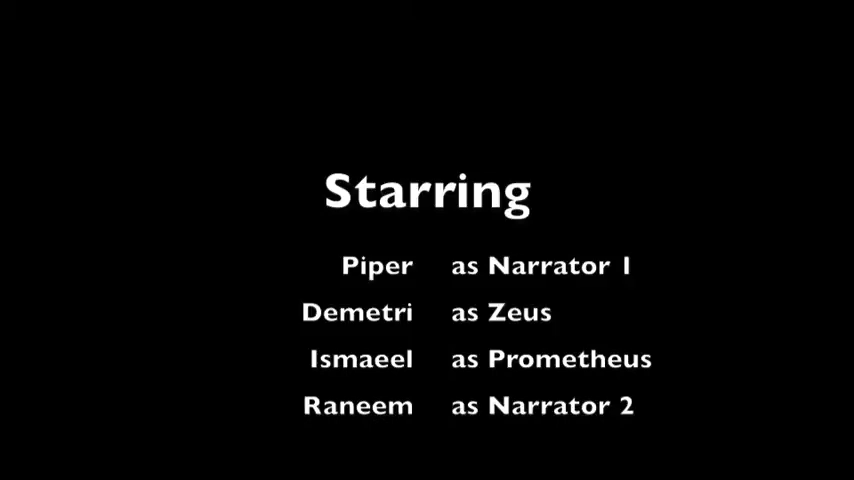 Starring
Piper as Narrator 1
Demetri as Zeus
Ismaeel as Prometheus
Raneem as Narrator 2